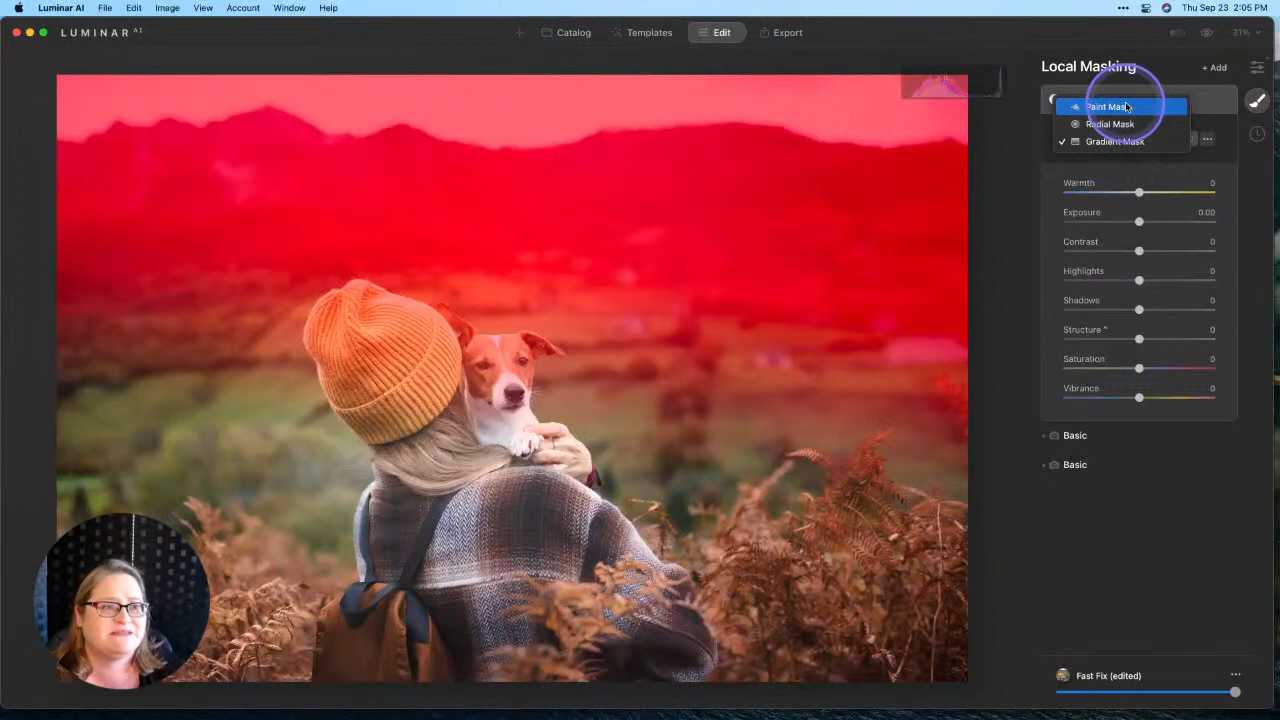 Luminar AI File Edit Image View Account Window Help ••• Thu Sep 23 2:05 PM
LUMINAR AI + Catalog Templates Edit Export 31%
Local Masking + Add
Paint Mask
Radial Mask
✓ Gradient Mask
Warmth 0
Exposure 0.00
Contrast 0
Highlights 0
Shadows 0
Structure AI 0
Saturation 0
Vibrance 0
Basic
Basic
Fast Fix (edited) •••